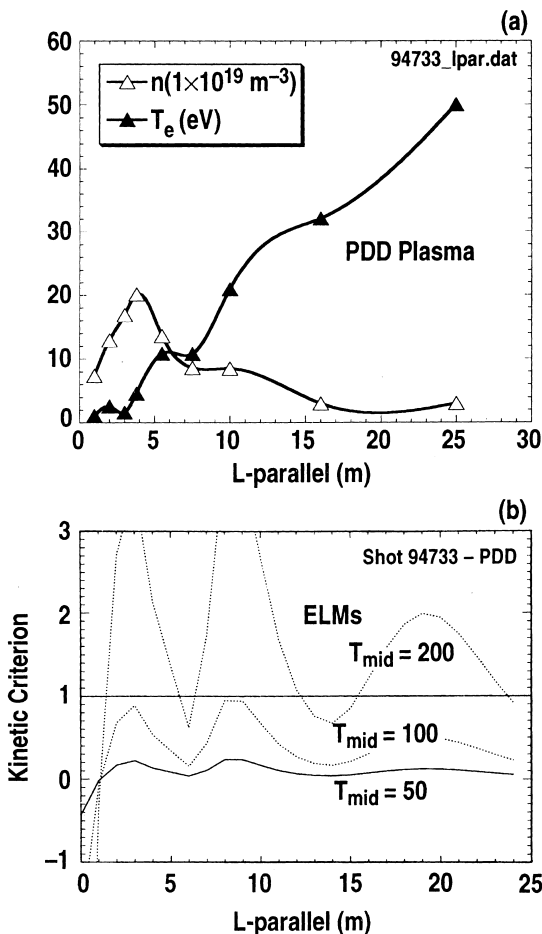 (a)
94733_lpar.dat
n(1×10¹⁹ m⁻³)
Tₑ (eV)
PDD Plasma
60
50
40
30
20
10
0
0 5 10 15 20 25 30
L-parallel (m)
(b)
Shot 94733 – PDD
ELMs
T_mid = 200
T_mid = 100
T_mid = 50
Kinetic Criterion
3
2
1
0
−1
0 5 10 15 20 25
L-parallel (m)